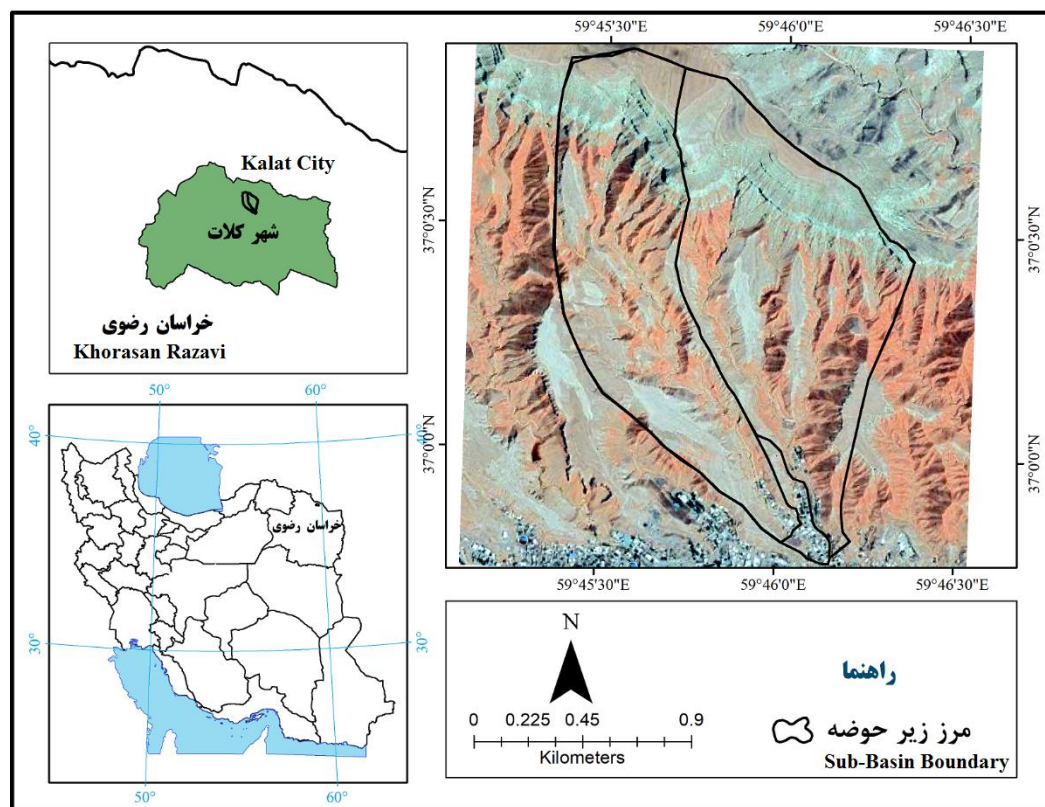 Kalat City
شهر کلات
خراسان رضوی
Khorasan Razavi
50°
60°
40°
40°
خراسان رضوی
30°
30°
50°
60°
59°45'30"E
59°46'0"E
59°46'30"E
37°0'30"N
37°0'30"N
37°0'0"N
37°0'0"N
59°45'30"E
59°46'0"E
59°46'30"E
N
0 0.225 0.45 0.9
Kilometers
راهنما
مرز زیر حوضه
Sub-Basin Boundary